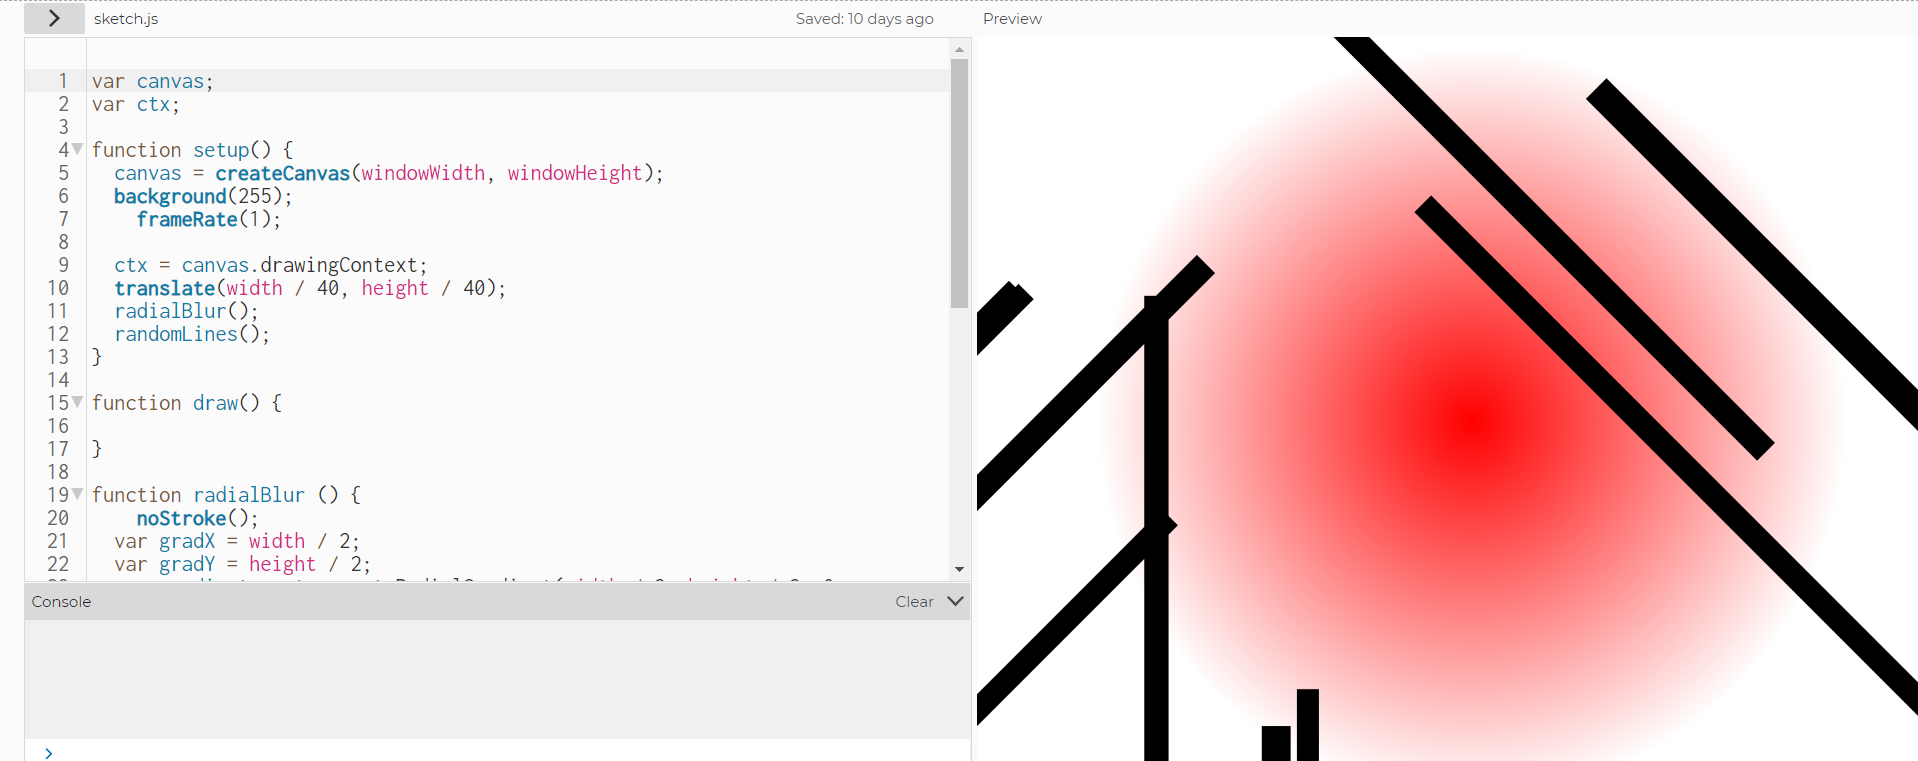 sketch.js
Saved: 10 days ago
Preview
1 var canvas;
2 var ctx;
3
4 function setup() {
5 canvas = createCanvas(windowWidth, windowHeight);
6 background(255);
7 frameRate(1);
8
9 ctx = canvas.drawingContext;
10 translate(width / 40, height / 40);
11 radialBlur();
12 randomLines();
13 }
14
15 function draw() {
16
17 }
18
19 function radialBlur () {
20 noStroke();
21 var gradX = width / 2;
22 var gradY = height / 2;
Console
Clear
>